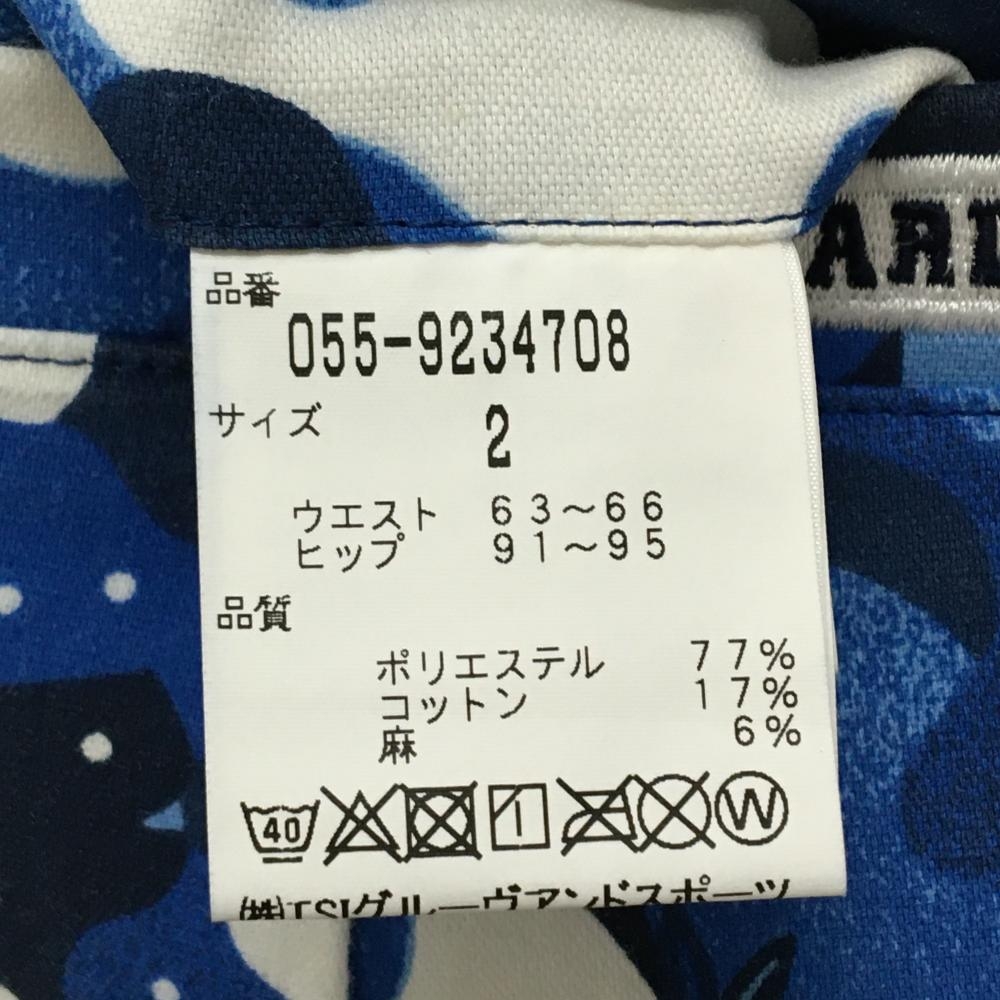 ARD
品番
055-9234708
サイズ 2
ウエスト 63～66
ヒップ 91～95
品質
ポリエステル 77%
コットン 17%
麻 6%
40 W
(株)TSIグルーヴアンドスポーツ